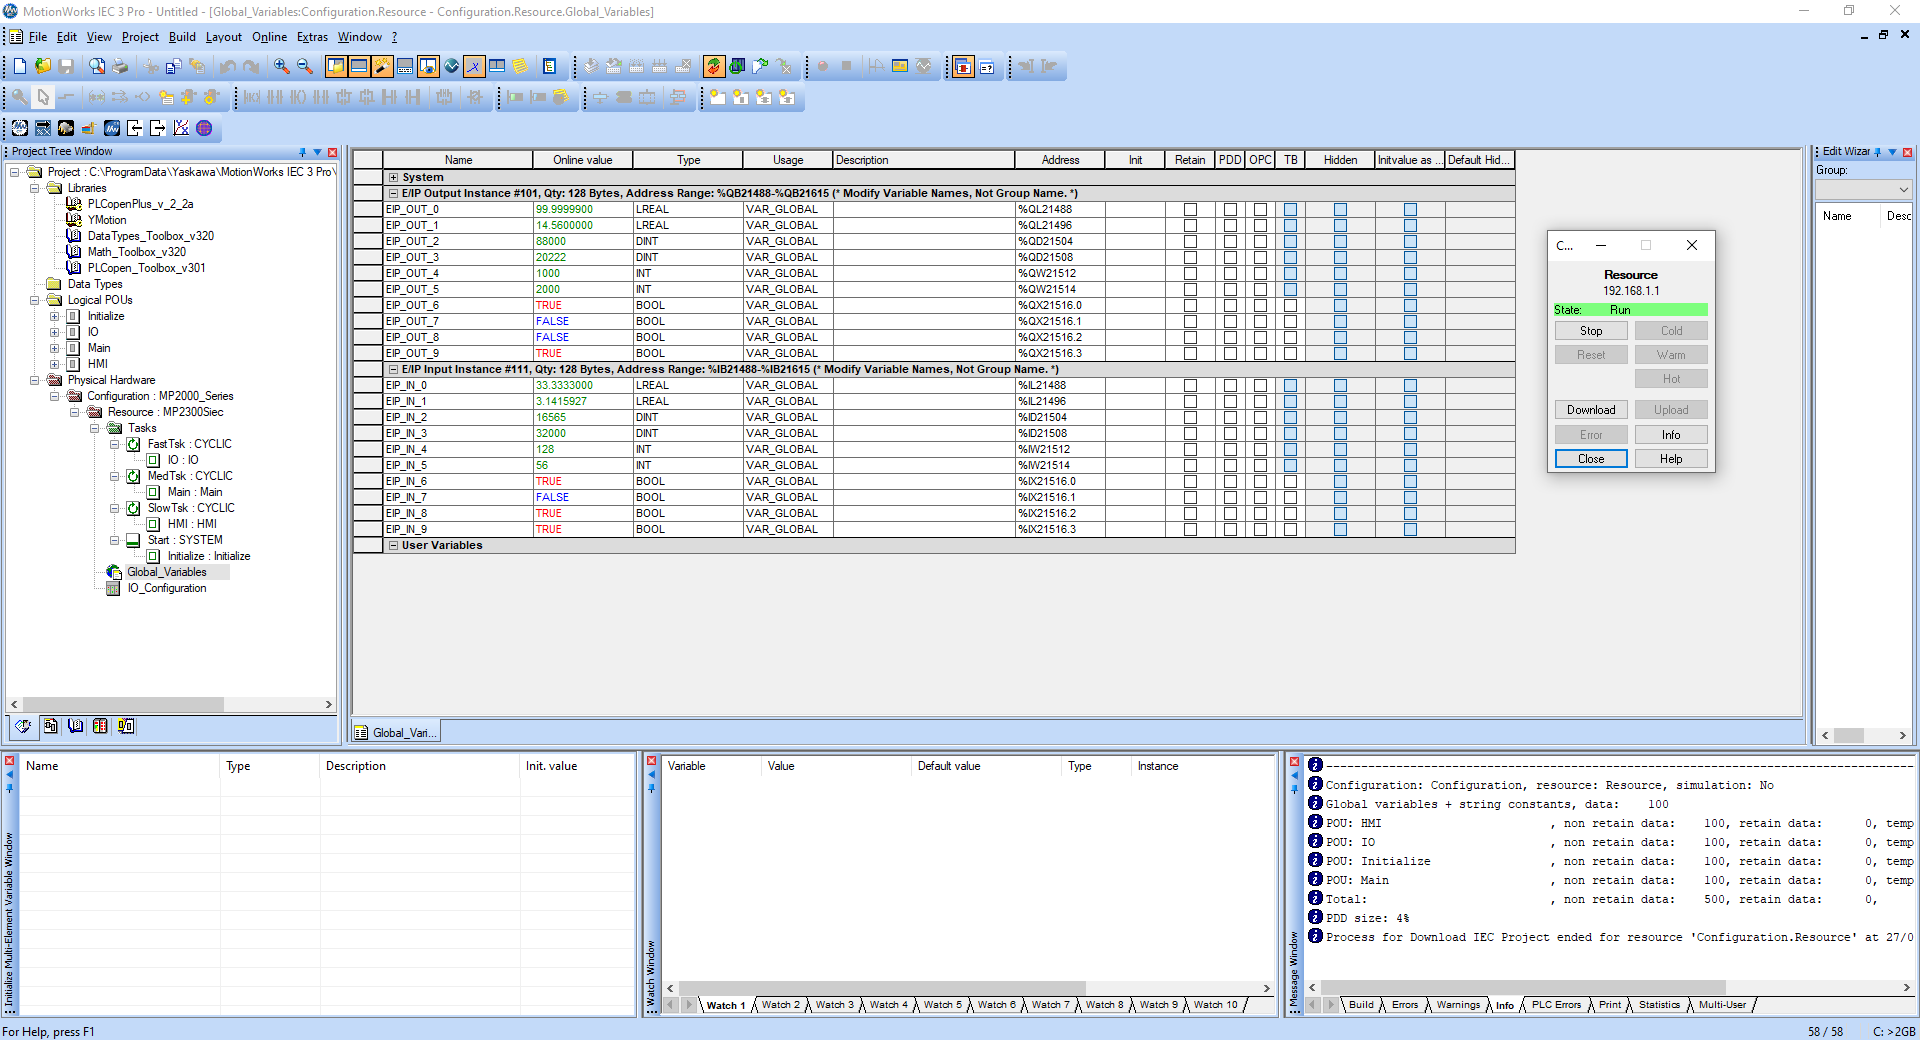 MotionWorks IEC 3 Pro - Untitled - [Global_Variables:Configuration.Resource - Configuration.Resource.Global_Variables]
File Edit View Project Build Layout Online Extras Window ?
Project Tree Window
Project : C:\ProgramData\Yaskawa\MotionWorks IEC 3 Pro\
Libraries
PLCopenPlus_v_2_2a
YMotion
DataTypes_Toolbox_v320
Math_Toolbox_v320
PLCopen_Toolbox_v301
Data Types
Logical POUs
Initialize
IO
Main
HMI
Physical Hardware
Configuration : MP2000_Series
Resource : MP2300Siec
Tasks
FastTsk : CYCLIC
IO : IO
MedTsk : CYCLIC
Main : Main
SlowTsk : CYCLIC
HMI : HMI
Start : SYSTEM
Initialize : Initialize
Global_Variables
IO_Configuration
Name Online value Type Usage Description Address Init Retain PDD OPC TB Hidden Initvalue as ... Default Hid...
System
E/IP Output Instance #101, Qty: 128 Bytes, Address Range: %QB21488-%QB21615 (* Modify Variable Names, Not Group Name. *)
EIP_OUT_0 99.9999900 LREAL VAR_GLOBAL %QL21488
EIP_OUT_1 14.5600000 LREAL VAR_GLOBAL %QL21496
EIP_OUT_2 88000 DINT VAR_GLOBAL %QD21504
EIP_OUT_3 20222 DINT VAR_GLOBAL %QD21508
EIP_OUT_4 1000 INT VAR_GLOBAL %QW21512
EIP_OUT_5 2000 INT VAR_GLOBAL %QW21514
EIP_OUT_6 TRUE BOOL VAR_GLOBAL %QX21516.0
EIP_OUT_7 FALSE BOOL VAR_GLOBAL %QX21516.1
EIP_OUT_8 FALSE BOOL VAR_GLOBAL %QX21516.2
EIP_OUT_9 TRUE BOOL VAR_GLOBAL %QX21516.3
E/IP Input Instance #111, Qty: 128 Bytes, Address Range: %IB21488-%IB21615 (* Modify Variable Names, Not Group Name. *)
EIP_IN_0 33.3333000 LREAL VAR_GLOBAL %IL21488
EIP_IN_1 3.1415927 LREAL VAR_GLOBAL %IL21496
EIP_IN_2 16565 DINT VAR_GLOBAL %ID21504
EIP_IN_3 32000 DINT VAR_GLOBAL %ID21508
EIP_IN_4 128 INT VAR_GLOBAL %IW21512
EIP_IN_5 56 INT VAR_GLOBAL %IW21514
EIP_IN_6 TRUE BOOL VAR_GLOBAL %IX21516.0
EIP_IN_7 FALSE BOOL VAR_GLOBAL %IX21516.1
EIP_IN_8 TRUE BOOL VAR_GLOBAL %IX21516.2
EIP_IN_9 TRUE BOOL VAR_GLOBAL %IX21516.3
User Variables
Global_Vari...
C...
Resource
192.168.1.1
State: Run
Stop Cold
Reset Warm
Hot
Download Upload
Error Info
Close Help
Edit Wizar
Group:
Name Desc
Initialize Multi-Element Variable Window
Name Type Description Init. value
Watch Window
Variable Value Default value Type Instance
Watch 1 Watch 2 Watch 3 Watch 4 Watch 5 Watch 6 Watch 7 Watch 8 Watch 9 Watch 10
Message Window
Configuration: Configuration, resource: Resource, simulation: No
Global variables + string constants, data: 100
POU: HMI , non retain data: 100, retain data: 0, temp
POU: IO , non retain data: 100, retain data: 0, temp
POU: Initialize , non retain data: 100, retain data: 0, temp
POU: Main , non retain data: 100, retain data: 0, temp
Total: , non retain data: 500, retain data: 0,
PDD size: 4%
Process for Download IEC Project ended for resource 'Configuration.Resource' at 27/0
Build Errors Warnings Info PLC Errors Print Statistics Multi-User
For Help, press F1
58 / 58 C: >2GB